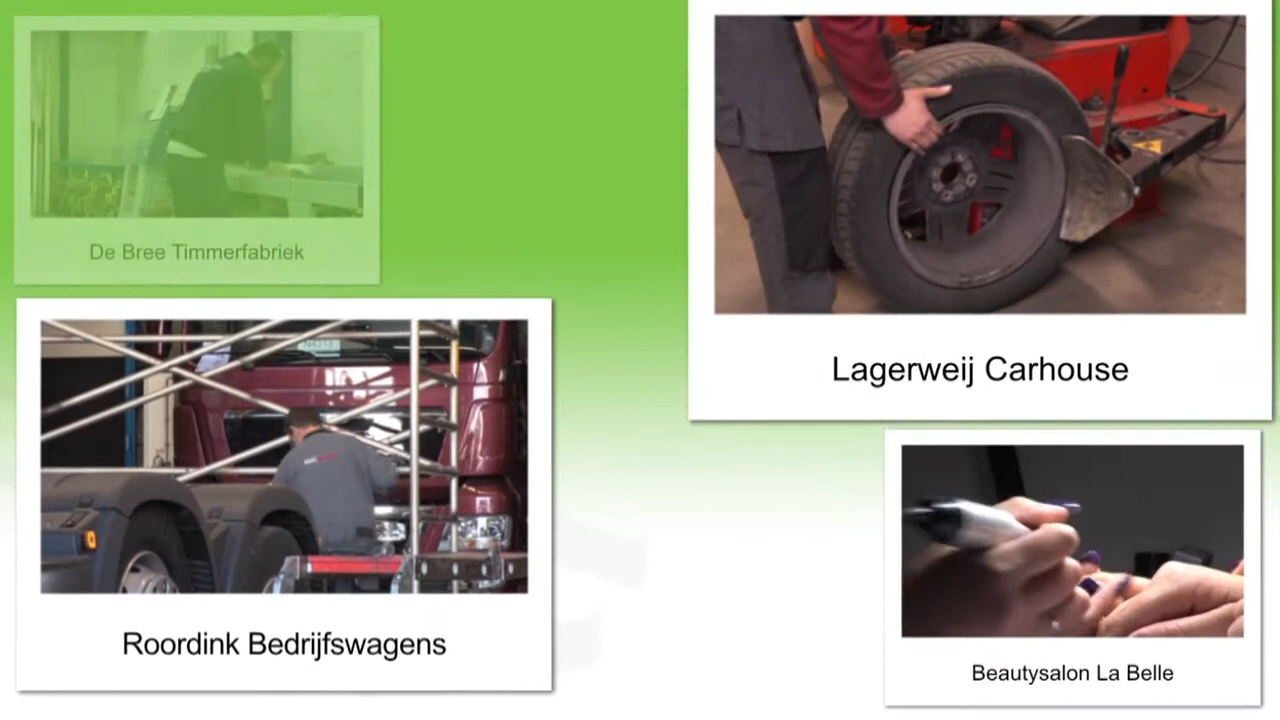 De Bree Timmerfabriek
Lagerweij Carhouse
Roordink Bedrijfswagens
Beautysalon La Belle